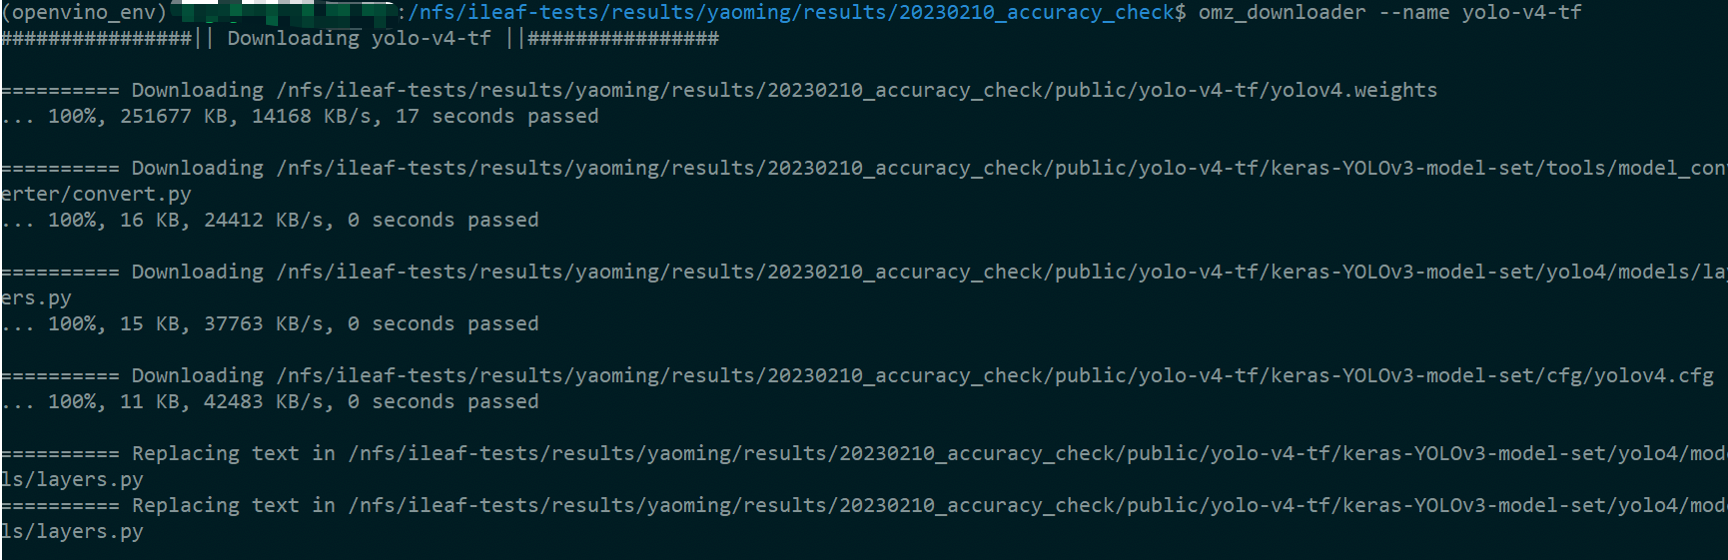 (openvino_env) :/nfs/ileaf-tests/results/yaoming/results/20230210_accuracy_check$ omz_downloader --name yolo-v4-tf
################|| Downloading yolo-v4-tf ||################
========== Downloading /nfs/ileaf-tests/results/yaoming/results/20230210_accuracy_check/public/yolo-v4-tf/yolov4.weights
... 100%, 251677 KB, 14168 KB/s, 17 seconds passed
========== Downloading /nfs/ileaf-tests/results/yaoming/results/20230210_accuracy_check/public/yolo-v4-tf/keras-YOLOv3-model-set/tools/model_conv
erter/convert.py
... 100%, 16 KB, 24412 KB/s, 0 seconds passed
========== Downloading /nfs/ileaf-tests/results/yaoming/results/20230210_accuracy_check/public/yolo-v4-tf/keras-YOLOv3-model-set/yolo4/models/lay
ers.py
... 100%, 15 KB, 37763 KB/s, 0 seconds passed
========== Downloading /nfs/ileaf-tests/results/yaoming/results/20230210_accuracy_check/public/yolo-v4-tf/keras-YOLOv3-model-set/cfg/yolov4.cfg
... 100%, 11 KB, 42483 KB/s, 0 seconds passed
========== Replacing text in /nfs/ileaf-tests/results/yaoming/results/20230210_accuracy_check/public/yolo-v4-tf/keras-YOLOv3-model-set/yolo4/mode
ls/layers.py
========== Replacing text in /nfs/ileaf-tests/results/yaoming/results/20230210_accuracy_check/public/yolo-v4-tf/keras-YOLOv3-model-set/yolo4/mode
ls/layers.py